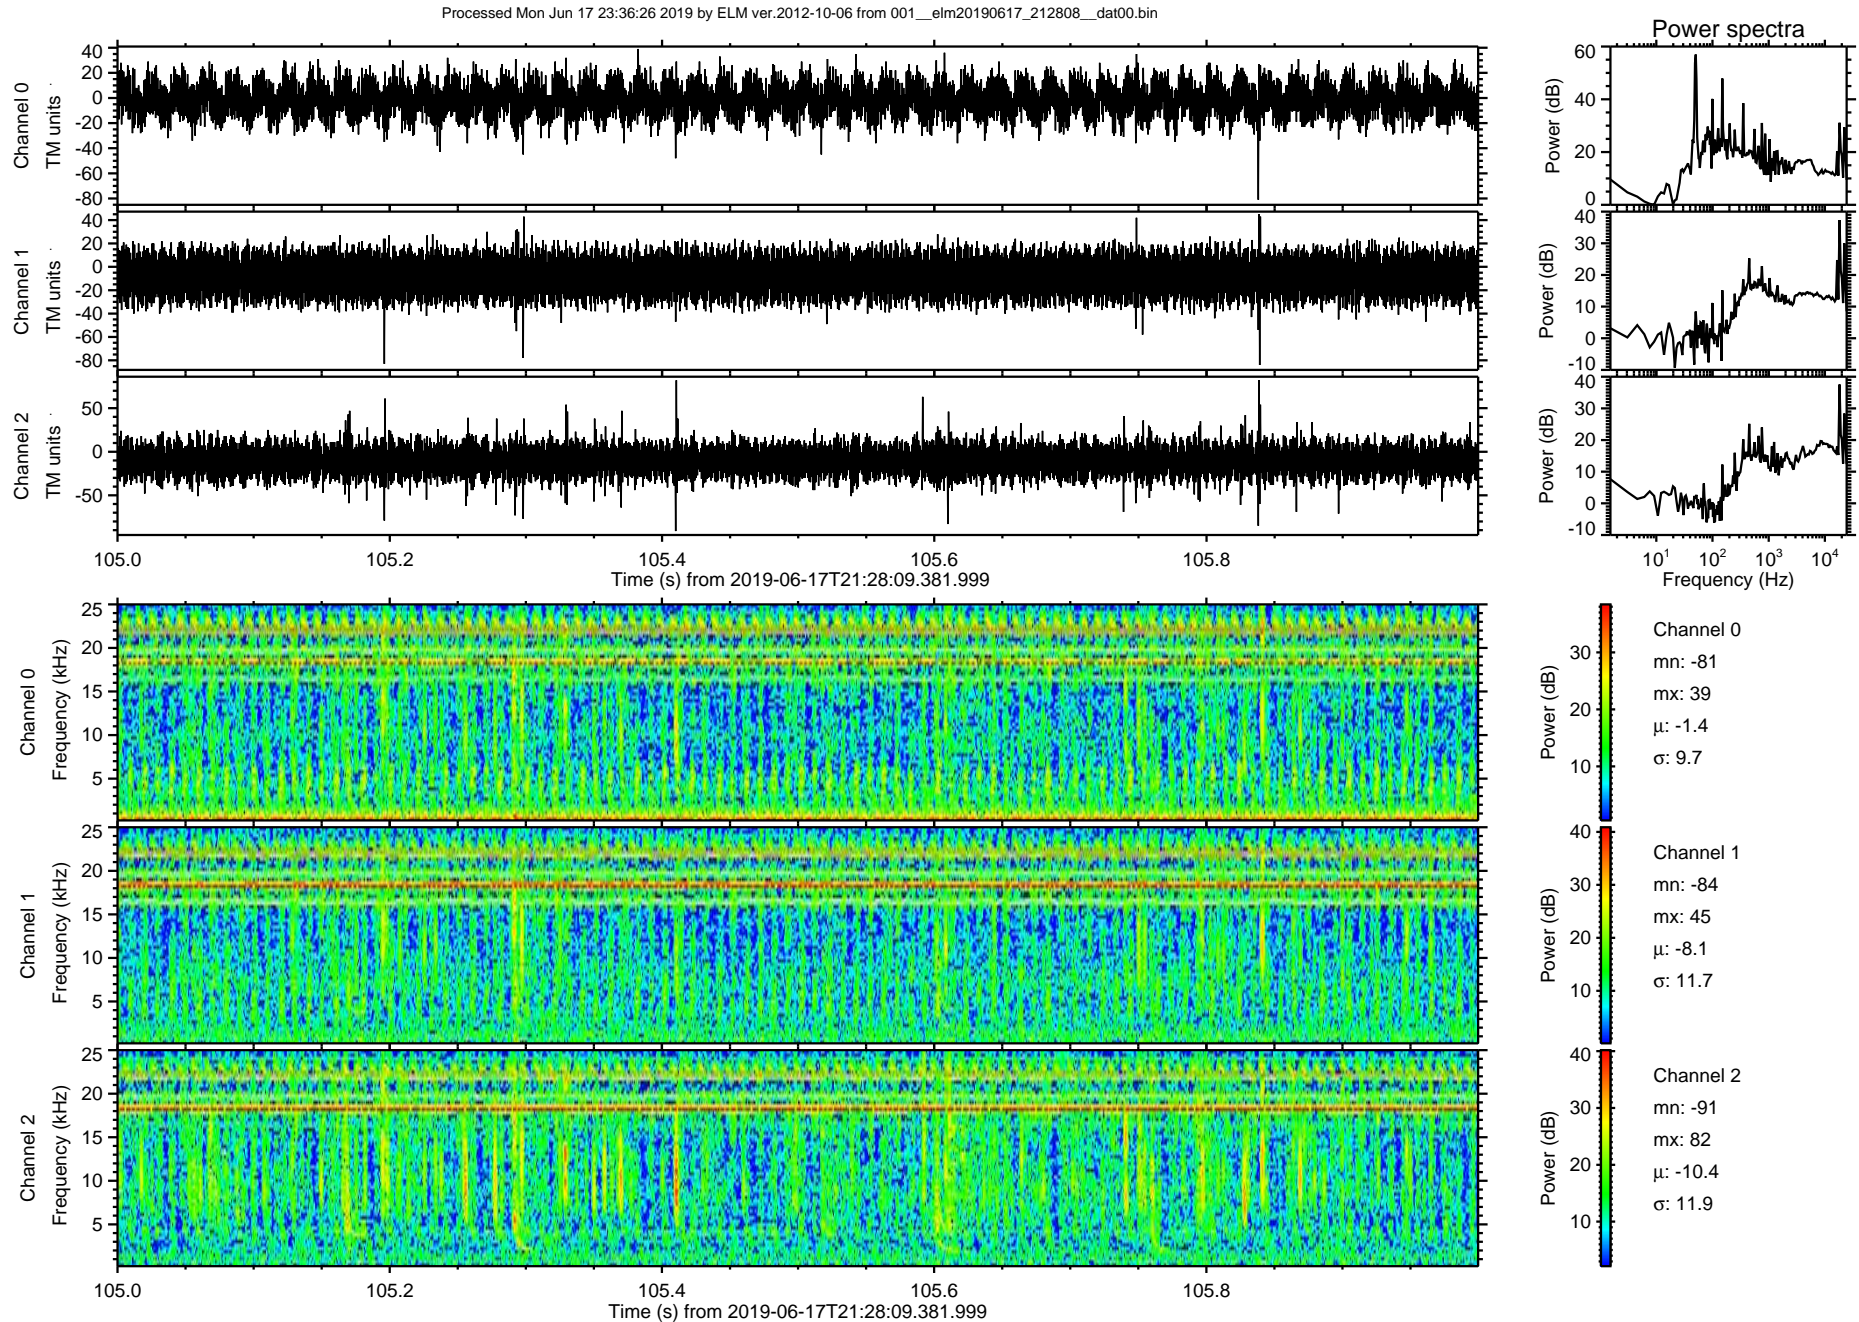 Processed Mon Jun 17 23:36:26 2019 by ELM ver.2012-10-06 from 001__elm20190617_212808__dat00.bin
Power spectra
Channel 0
TM units
40
20
0
-20
-40
-60
-80
Power (dB)
60
40
20
0
Channel 1
TM units
40
20
0
-20
-40
-60
-80
Power (dB)
40
30
20
10
0
-10
Channel 2
TM units
50
0
-50
Power (dB)
40
30
20
10
0
-10
105.0 105.2 105.4 105.6 105.8
Time (s) from 2019-06-17T21:28:09.381.999
10^1 10^2 10^3 10^4
Frequency (Hz)
Channel 0
Frequency (kHz)
25
20
15
10
5
Power (dB)
30
20
10
Channel 0
mn: -81
mx: 39
μ: -1.4
σ: 9.7
Channel 1
Frequency (kHz)
25
20
15
10
5
Power (dB)
40
30
20
10
Channel 1
mn: -84
mx: 45
μ: -8.1
σ: 11.7
Channel 2
Frequency (kHz)
25
20
15
10
5
Power (dB)
40
30
20
10
Channel 2
mn: -91
mx: 82
μ: -10.4
σ: 11.9
105.0 105.2 105.4 105.6 105.8
Time (s) from 2019-06-17T21:28:09.381.999